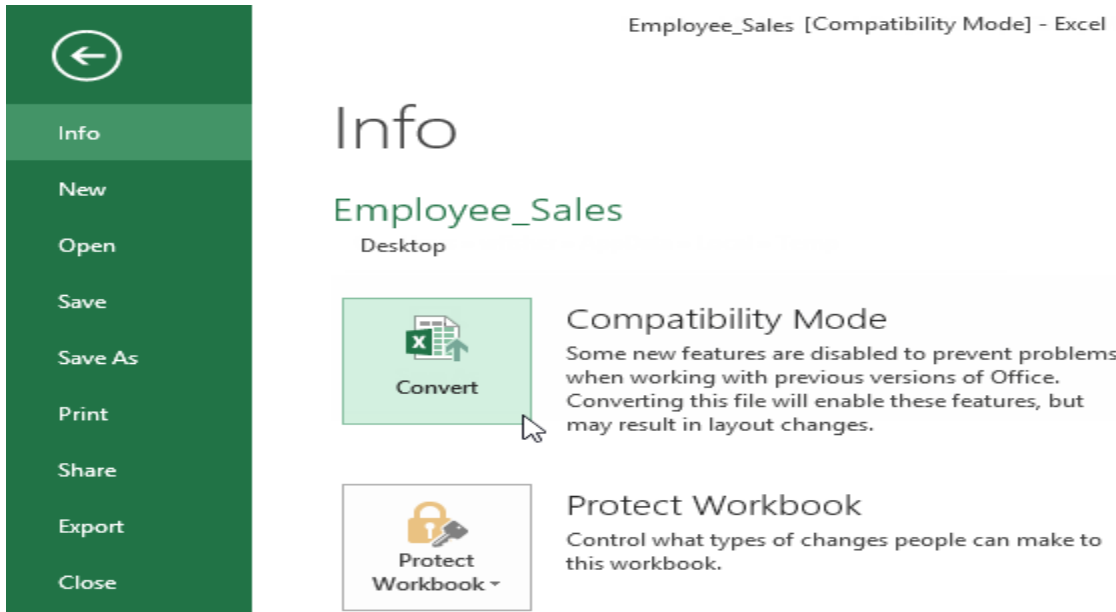 Employee_Sales [Compatibility Mode] - Excel
Info
New
Open
Save
Save As
Print
Share
Export
Close
Info
Employee_Sales
Desktop
Convert
Compatibility Mode
Some new features are disabled to prevent problems
when working with previous versions of Office.
Converting this file will enable these features, but
may result in layout changes.
Protect
Workbook
Protect Workbook
Control what types of changes people can make to
this workbook.